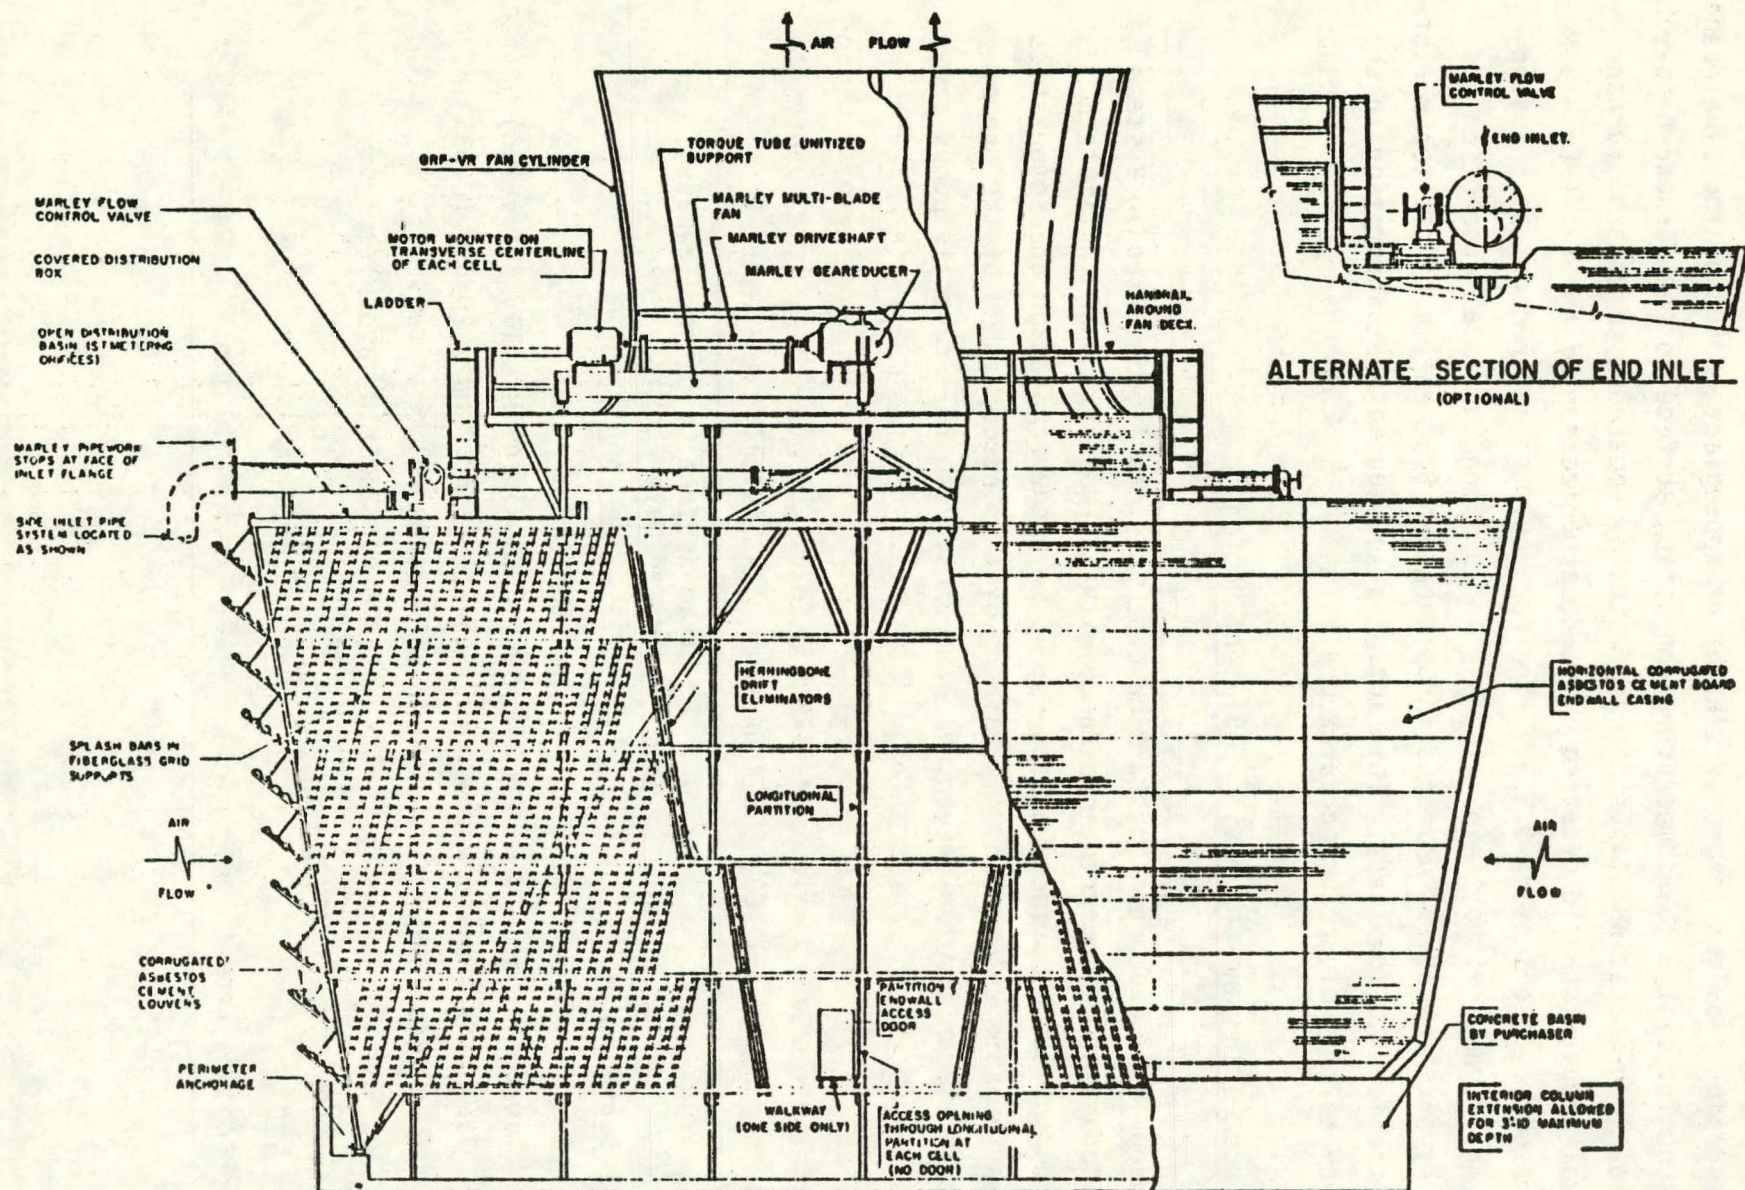 AIR FLOW
MARLEY FLOW
CONTROL VALVE
END INLET.
ALTERNATE SECTION OF END INLET
(OPTIONAL)
GRP-VR FAN CYLINDER
TORQUE TUBE UNITIZED
SUPPORT
MARLEY MULTI-BLADE
FAN
MARLEY DRIVESHAFT
MARLEY GEAREDUCER
MOTOR MOUNTED ON
TRANSVERSE CENTERLINE
OF EACH CELL
LADDER
HANDRAIL
AROUND
FAN DECK.
MARLEY FLOW
CONTROL VALVE
COVERED DISTRIBUTION
BOX
OPEN DISTRIBUTION
BASIN (ST METERING
ORIFICES)
MARLEY PIPEWORK
STOPS AT FACE OF
INLET FLANGE
SIDE INLET PIPE
SYSTEM LOCATED
AS SHOWN
HERRINGBONE
DRIFT
ELIMINATORS
HORIZONTAL CORRUGATED
ASBESTOS CEMENT BOARD
ENDWALL CASING
SPLASH BARS IN
FIBERGLASS GRID
SUPPORTS
LONGITUDINAL
PARTITION
AIR
FLOW
AIR
FLOW
CORRUGATED
ASBESTOS
CEMENT
LOUVERS
PARTITION &
ENDWALL
ACCESS
DOOR
CONCRETE BASIN
BY PURCHASER
PERIMETER
ANCHORAGE
WALKWAY
(ONE SIDE ONLY)
ACCESS OPENING
THROUGH LONGITUDINAL
PARTITION AT
EACH CELL
(NO DOOR)
INTERIOR COLUMN
EXTENSION ALLOWED
FOR 3'-10 MAXIMUM
DEPTH